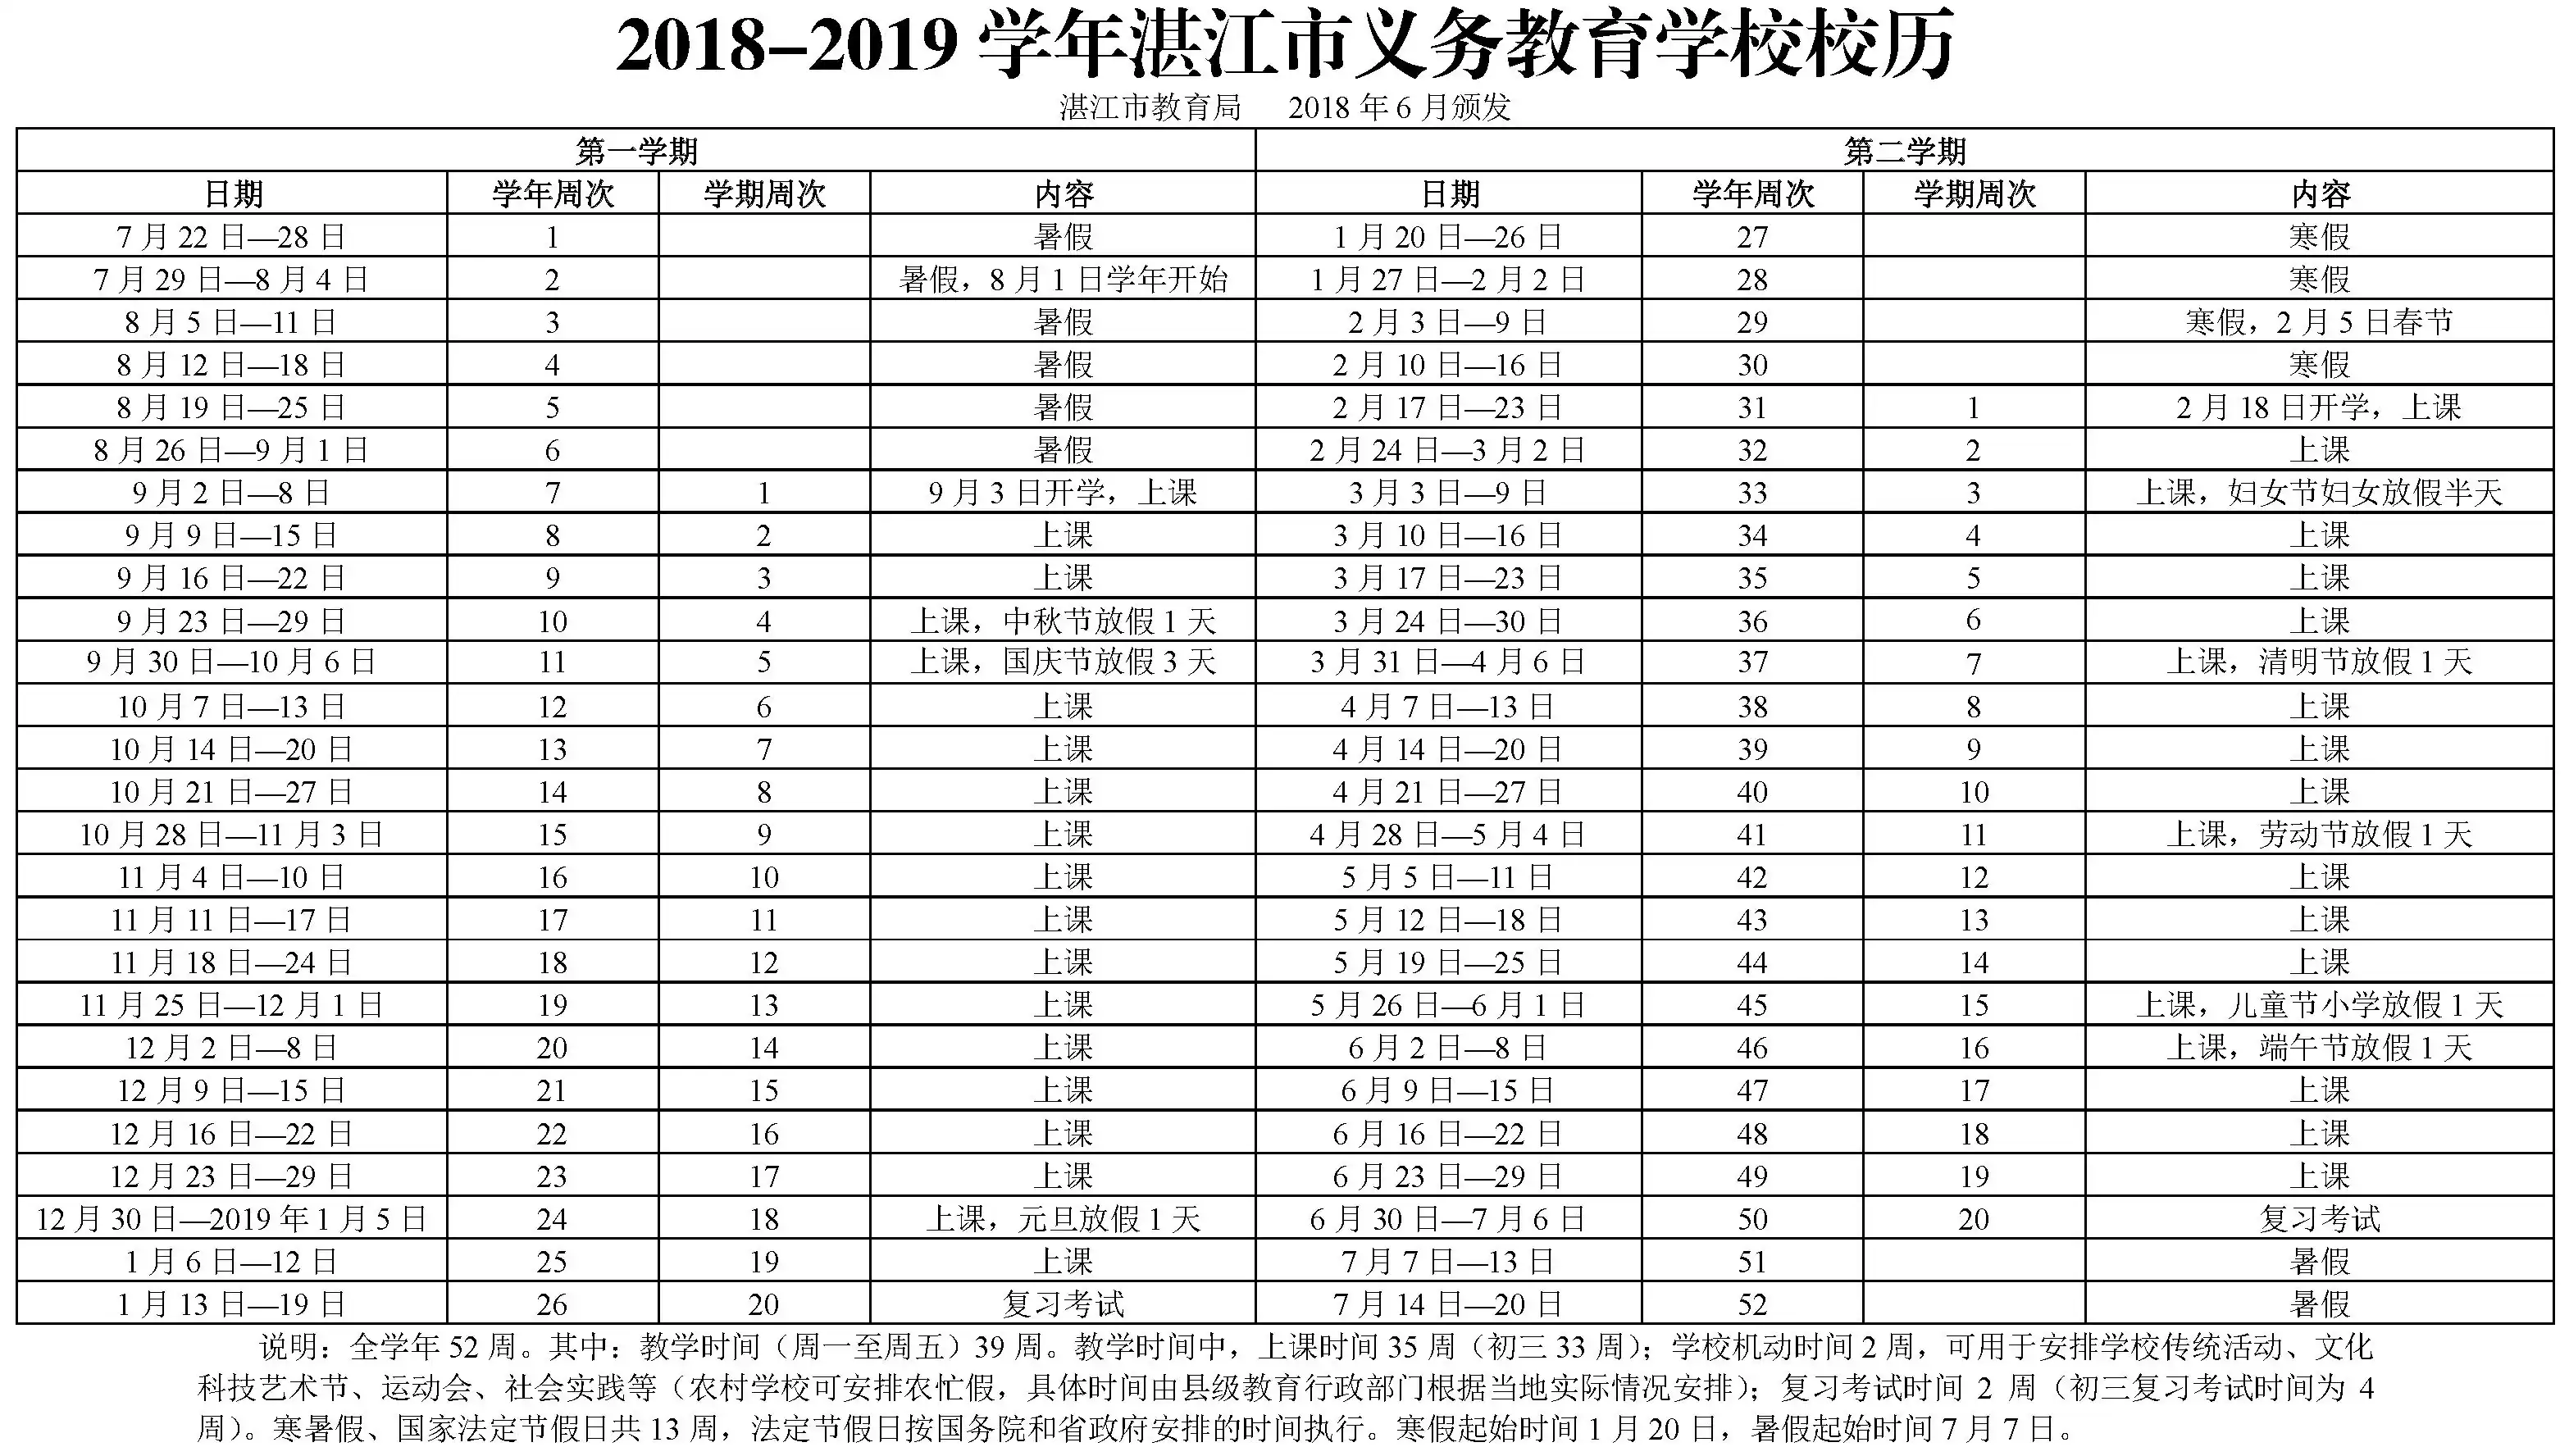 2018-2019 学年湛江市义务教育学校校历
湛江市教育局 2018 年 6 月颁发
第一学期 第二学期
日期 学年周次 学期周次 内容 日期 学年周次 学期周次 内容
7 月 22 日—28 日 1 暑假 1 月 20 日—26 日 27 寒假
7 月 29 日—8 月 4 日 2 暑假，8 月 1 日学年开始 1 月 27 日—2 月 2 日 28 寒假
8 月 5 日—11 日 3 暑假 2 月 3 日—9 日 29 寒假，2 月 5 日春节
8 月 12 日—18 日 4 暑假 2 月 10 日—16 日 30 寒假
8 月 19 日—25 日 5 暑假 2 月 17 日—23 日 31 1 2 月 18 日开学，上课
8 月 26 日—9 月 1 日 6 暑假 2 月 24 日—3 月 2 日 32 2 上课
9 月 2 日—8 日 7 1 9 月 3 日开学，上课 3 月 3 日—9 日 33 3 上课，妇女节妇女放假半天
9 月 9 日—15 日 8 2 上课 3 月 10 日—16 日 34 4 上课
9 月 16 日—22 日 9 3 上课 3 月 17 日—23 日 35 5 上课
9 月 23 日—29 日 10 4 上课，中秋节放假 1 天 3 月 24 日—30 日 36 6 上课
9 月 30 日—10 月 6 日 11 5 上课，国庆节放假 3 天 3 月 31 日—4 月 6 日 37 7 上课，清明节放假 1 天
10 月 7 日—13 日 12 6 上课 4 月 7 日—13 日 38 8 上课
10 月 14 日—20 日 13 7 上课 4 月 14 日—20 日 39 9 上课
10 月 21 日—27 日 14 8 上课 4 月 21 日—27 日 40 10 上课
10 月 28 日—11 月 3 日 15 9 上课 4 月 28 日—5 月 4 日 41 11 上课，劳动节放假 1 天
11 月 4 日—10 日 16 10 上课 5 月 5 日—11 日 42 12 上课
11 月 11 日—17 日 17 11 上课 5 月 12 日—18 日 43 13 上课
11 月 18 日—24 日 18 12 上课 5 月 19 日—25 日 44 14 上课
11 月 25 日—12 月 1 日 19 13 上课 5 月 26 日—6 月 1 日 45 15 上课，儿童节小学放假 1 天
12 月 2 日—8 日 20 14 上课 6 月 2 日—8 日 46 16 上课，端午节放假 1 天
12 月 9 日—15 日 21 15 上课 6 月 9 日—15 日 47 17 上课
12 月 16 日—22 日 22 16 上课 6 月 16 日—22 日 48 18 上课
12 月 23 日—29 日 23 17 上课 6 月 23 日—29 日 49 19 上课
12 月 30 日—2019 年 1 月 5 日 24 18 上课，元旦放假 1 天 6 月 30 日—7 月 6 日 50 20 复习考试
1 月 6 日—12 日 25 19 上课 7 月 7 日—13 日 51 暑假
1 月 13 日—19 日 26 20 复习考试 7 月 14 日—20 日 52 暑假
说明：全学年 52 周。其中：教学时间（周一至周五）39 周。教学时间中，上课时间 35 周（初三 33 周）；学校机动时间 2 周，可用于安排学校传统活动、文化
科技艺术节、运动会、社会实践等（农村学校可安排农忙假，具体时间由县级教育行政部门根据当地实际情况安排）；复习考试时间 2 周（初三复习考试时间为 4
周）。寒暑假、国家法定节假日共 13 周，法定节假日按国务院和省政府安排的时间执行。寒假起始时间 1 月 20 日，暑假起始时间 7 月 7 日。